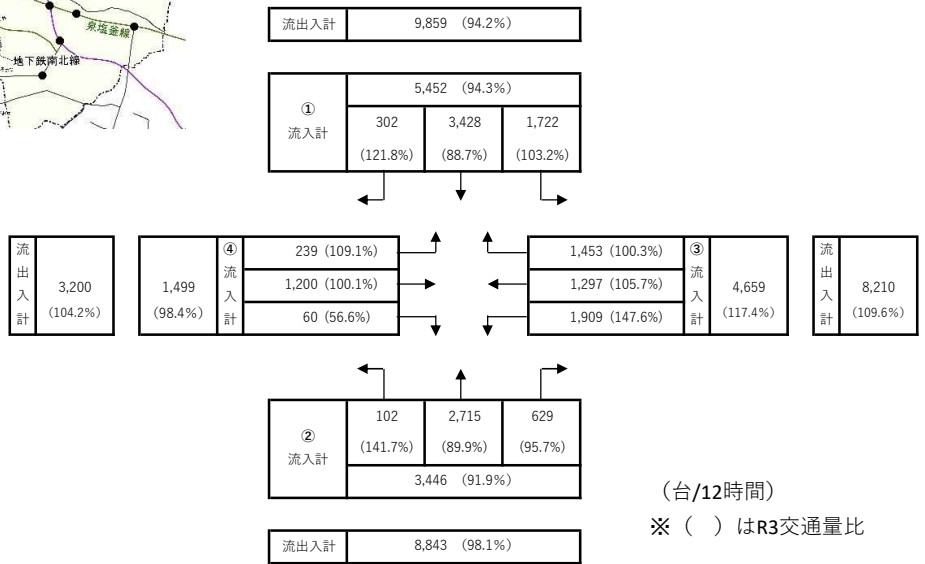 泉塩釜線
地下鉄南北線
流出入計 9,859 (94.2%)
① 流入計
5,452 (94.3%)
302 3,428 1,722
(121.8%) (88.7%) (103.2%)
流出入計
3,200
(104.2%)
1,499
(98.4%)
④ 流入計
239 (109.1%)
1,200 (100.1%)
60 (56.6%)
1,453 (100.3%)
1,297 (105.7%)
1,909 (147.6%)
③ 流入計
4,659
(117.4%)
流出入計
8,210
(109.6%)
② 流入計
102 2,715 629
(141.7%) (89.9%) (95.7%)
3,446 (91.9%)
流出入計 8,843 (98.1%)
(台/12時間)
※ ( ) はR3交通量比